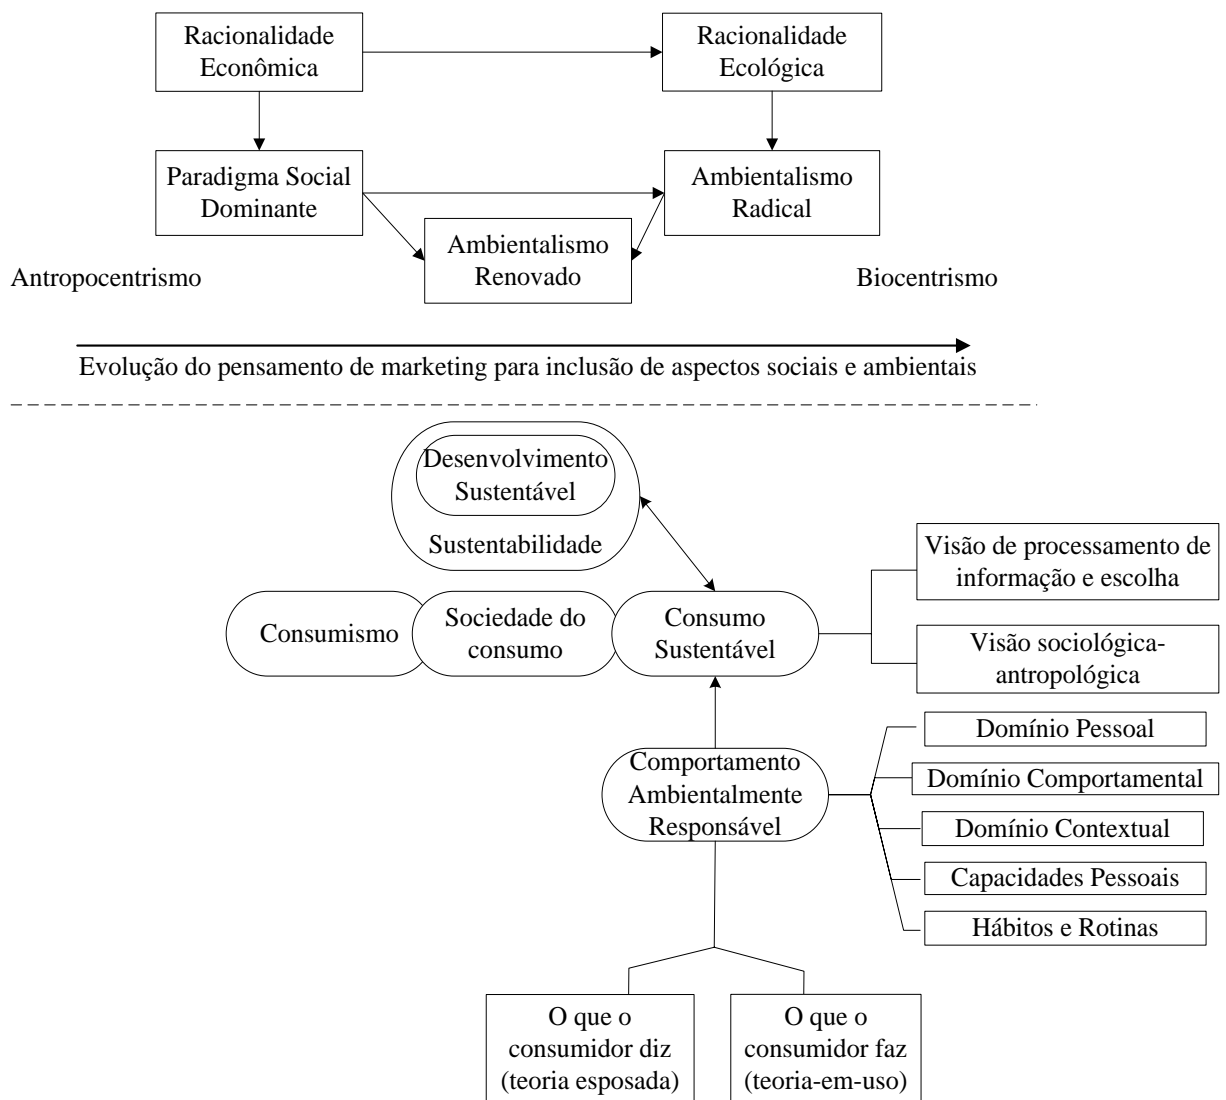 Racionalidade
Econômica
Racionalidade
Ecológica
Paradigma Social
Dominante
Ambientalismo
Radical
Ambientalismo
Renovado
Antropocentrismo
Biocentrismo
Evolução do pensamento de marketing para inclusão de aspectos sociais e ambientais
Desenvolvimento
Sustentável
Sustentabilidade
Consumismo
Sociedade do
consumo
Consumo
Sustentável
Visão de processamento de
informação e escolha
Visão sociológica-
antropológica
Comportamento
Ambientalmente
Responsável
Domínio Pessoal
Domínio Comportamental
Domínio Contextual
Capacidades Pessoais
Hábitos e Rotinas
O que o
consumidor diz
(teoria esposada)
O que o
consumidor faz
(teoria-em-uso)